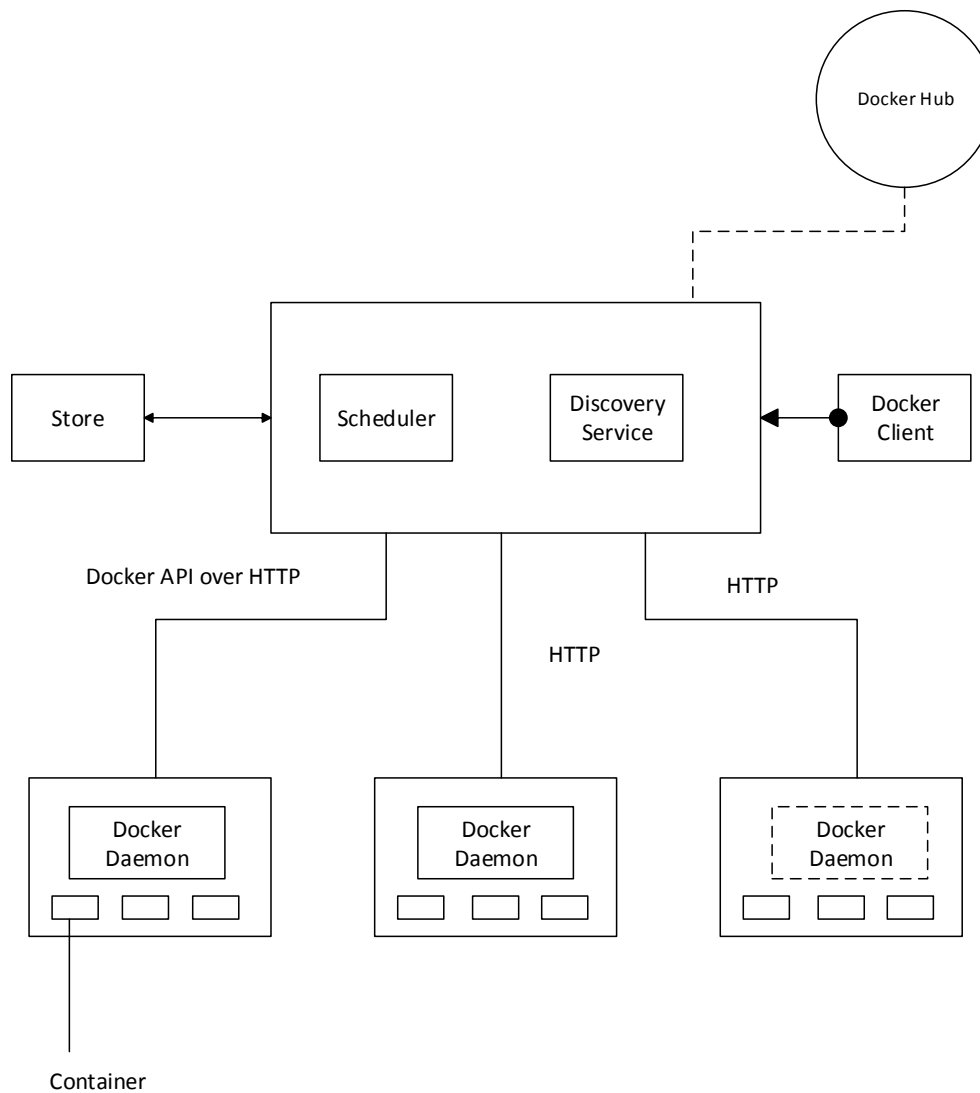 Docker Hub
Store
Scheduler
Discovery
Service
Docker
Client
Docker API over HTTP
HTTP
HTTP
Docker
Daemon
Docker
Daemon
Docker
Daemon
Container